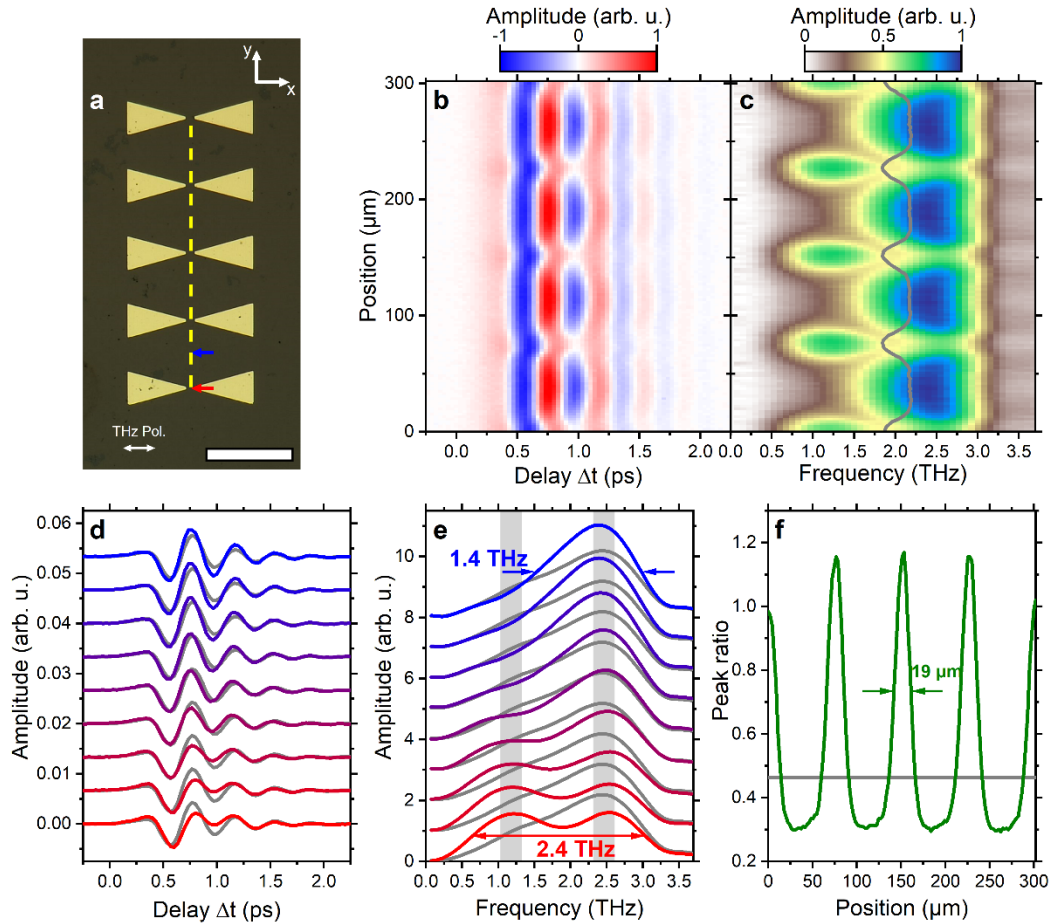 a
y
x
THz Pol.
Amplitude (arb. u.)
-1 0 1
b
Position (µm)
300
200
100
0
0.0 0.5 1.0 1.5 2.0
Delay Δt (ps)
Amplitude (arb. u.)
0 0.5 1
c
0.0 0.5 1.0 1.5 2.0 2.5 3.0 3.5
Frequency (THz)
d
Amplitude (arb. u.)
0.06
0.05
0.04
0.03
0.02
0.01
0.00
0.0 0.5 1.0 1.5 2.0
Delay Δt (ps)
e
Amplitude (arb. u.)
10
8
6
4
2
0
1.4 THz
2.4 THz
0.0 0.5 1.0 1.5 2.0 2.5 3.0 3.5
Frequency (THz)
f
Peak ratio
1.2
1.0
0.8
0.6
0.4
0.2
19 µm
0 50 100 150 200 250 300
Position (µm)